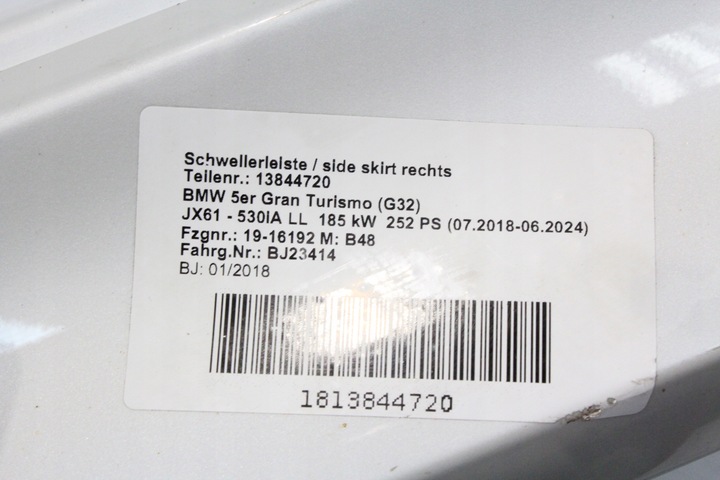 Schwellerleiste / side skirt rechts
Teilenr.: 13844720
BMW 5er Gran Turismo (G32)
JX61 - 530iA LL 185 kW 252 PS (07.2018-06.2024)
Fzgnr.: 19-16192 M: B48
Fahrg.Nr.: BJ23414
BJ: 01/2018
1813844720